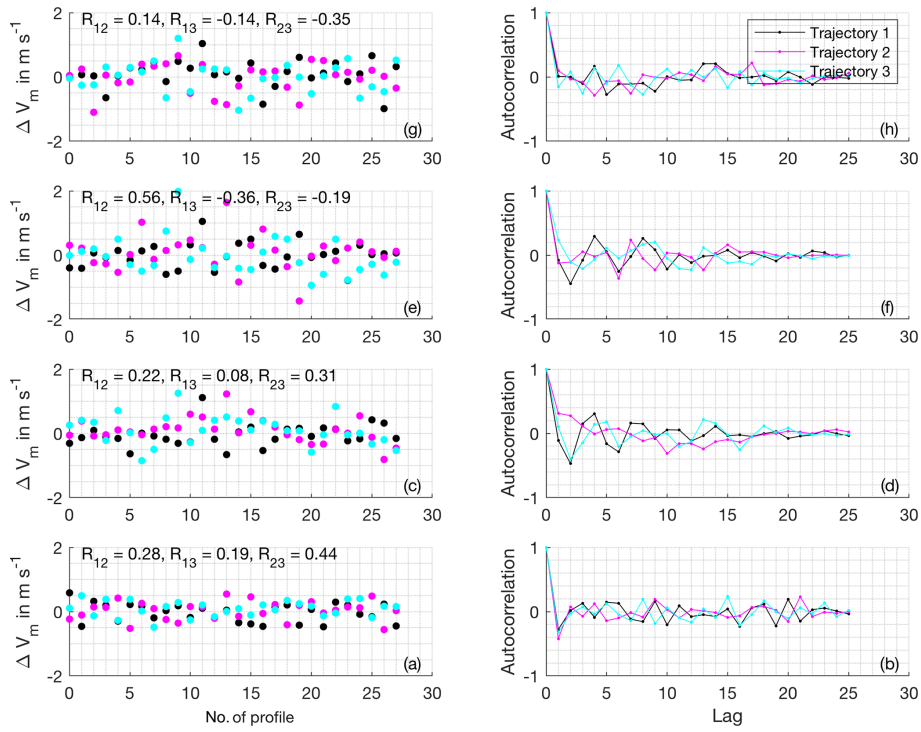 R12 = 0.14, R13 = -0.14, R23 = -0.35
Δ Vm in m s-1
2
0
-2
0 5 10 15 20 25 30
(g)
Autocorrelation
1
0
-1
0 5 10 15 20 25 30
Trajectory 1
Trajectory 2
Trajectory 3
(h)
R12 = 0.56, R13 = -0.36, R23 = -0.19
Δ Vm in m s-1
2
0
-2
0 5 10 15 20 25 30
(e)
Autocorrelation
1
0
-1
0 5 10 15 20 25 30
(f)
R12 = 0.22, R13 = 0.08, R23 = 0.31
Δ Vm in m s-1
2
0
-2
0 5 10 15 20 25 30
(c)
Autocorrelation
1
0
-1
0 5 10 15 20 25 30
(d)
R12 = 0.28, R13 = 0.19, R23 = 0.44
Δ Vm in m s-1
2
0
-2
0 5 10 15 20 25 30
(a)
No. of profile
Autocorrelation
1
0
-1
0 5 10 15 20 25 30
(b)
Lag